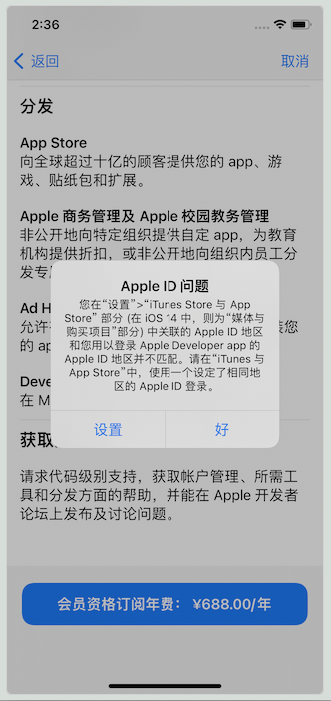 2:36
返回
取消
分发
App Store
向全球超过十亿的顾客提供您的 app、游
戏、贴纸包和扩展。
Apple 商务管理及 Apple 校园教务管理
非公开地向特定组织提供自定 app，为教育
机构提供折扣，或非公开地向组织内员工分
发专
Ad H
允许
装您
的 ap
Deve
在 M
Apple ID 问题
您在“设置”>“iTunes Store 与 App
Store” 部分 (在 iOS 14 中，则为“媒体与
购买项目”部分) 中关联的 Apple ID 地区
和您用以登录 Apple Developer app 的
Apple ID 地区并不匹配。请在“iTunes 与
App Store”中，使用一个设定了相同地
区的 Apple ID 登录。
设置
好
获取
请求代码级别支持，获取帐户管理、所需工
具和分发方面的帮助，并能在 Apple 开发者
论坛上发布及讨论问题。
会员资格订阅年费： ¥688.00/年